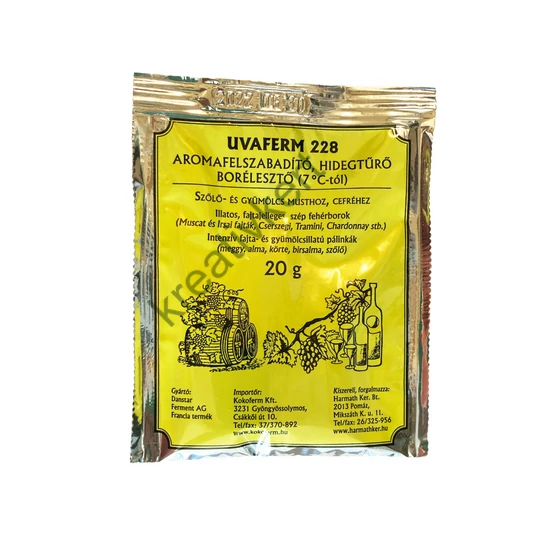 UVAFERM 228
AROMAFELSZABADÍTÓ, HIDEGTŰRŐ
BORÉLESZTŐ (7°C-tól)
SZŐLŐ- ÉS GYÜMÖLCS MUSTHOZ, CEFRÉHEZ
Illatos, fajtajelleges szép fehérborok
(Muscat és Irsai fajták, Cserszegi, Tramini, Chardonnay stb.)
Intenzív fajta- és gyümölcsillatú pálinkák
(meggy, alma, körte, birsalma, szőlő)
20 g
kreativkert
Gyártó:
Danstar
Ferment AG
Francia termék
Importőr:
Kokoferm Kft.
3231 Gyöngyössolymos,
Csákkői út 10.
Tel/fax: 37/370-892
www.kokoferm.hu
Kiszereli, forgalmazza:
Harmath Ker. Bt.
2013 Pomáz,
Mikszáth K. u. 11.
Tel/fax: 26/325-956
www.harmathker.hu